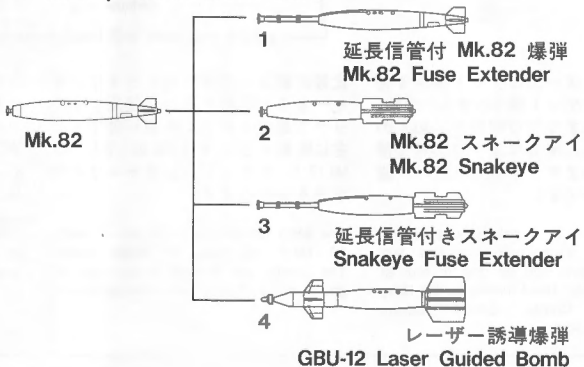 Mk.82
1
延長信管付 Mk.82 爆弾
Mk.82 Fuse Extender
2
Mk.82 スネークアイ
Mk.82 Snakeye
3
延長信管付きスネークアイ
Snakeye Fuse Extender
4
レーザー誘導爆弾
GBU-12 Laser Guided Bomb